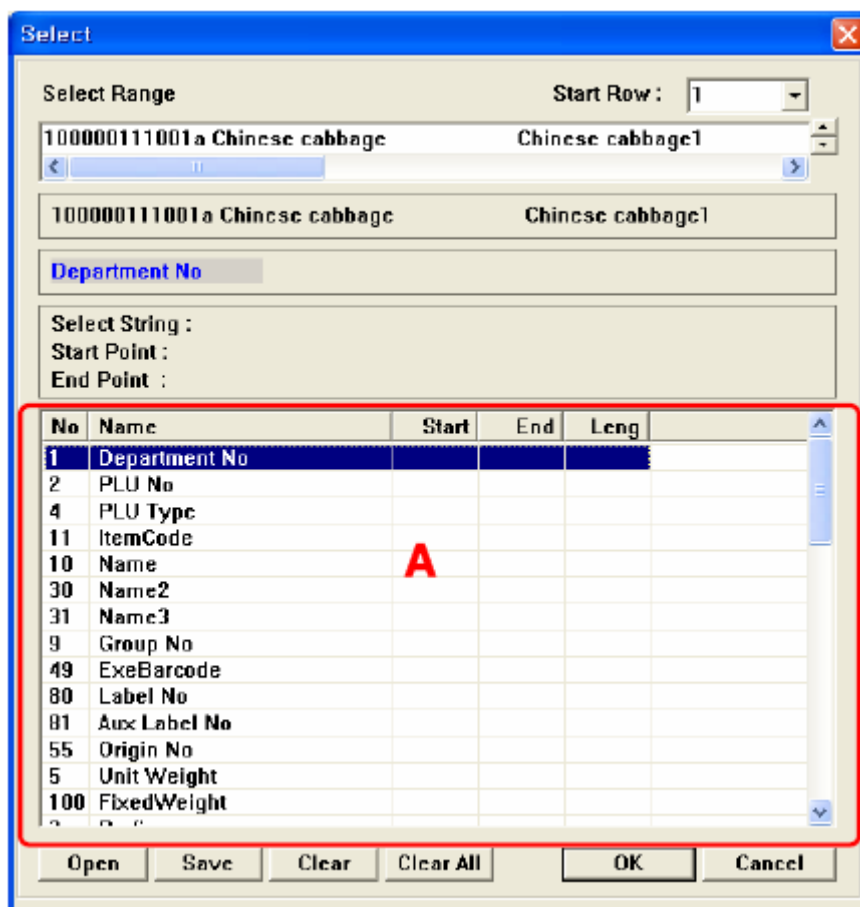 Select
Select Range Start Row : 1
100000111001a Chinese cabbage Chinese cabbage1
100000111001a Chinese cabbage Chinese cabbage1
Department No
Select String :
Start Point :
End Point :
No Name Start End Leng
1 Department No
2 PLU No
4 PLU Type
11 ItemCode
10 Name
30 Name2
31 Name3
9 Group No
49 ExeBarcode
80 Label No
81 Aux Label No
55 Origin No
5 Unit Weight
100 FixedWeight
A
Open Save Clear Clear All OK Cancel